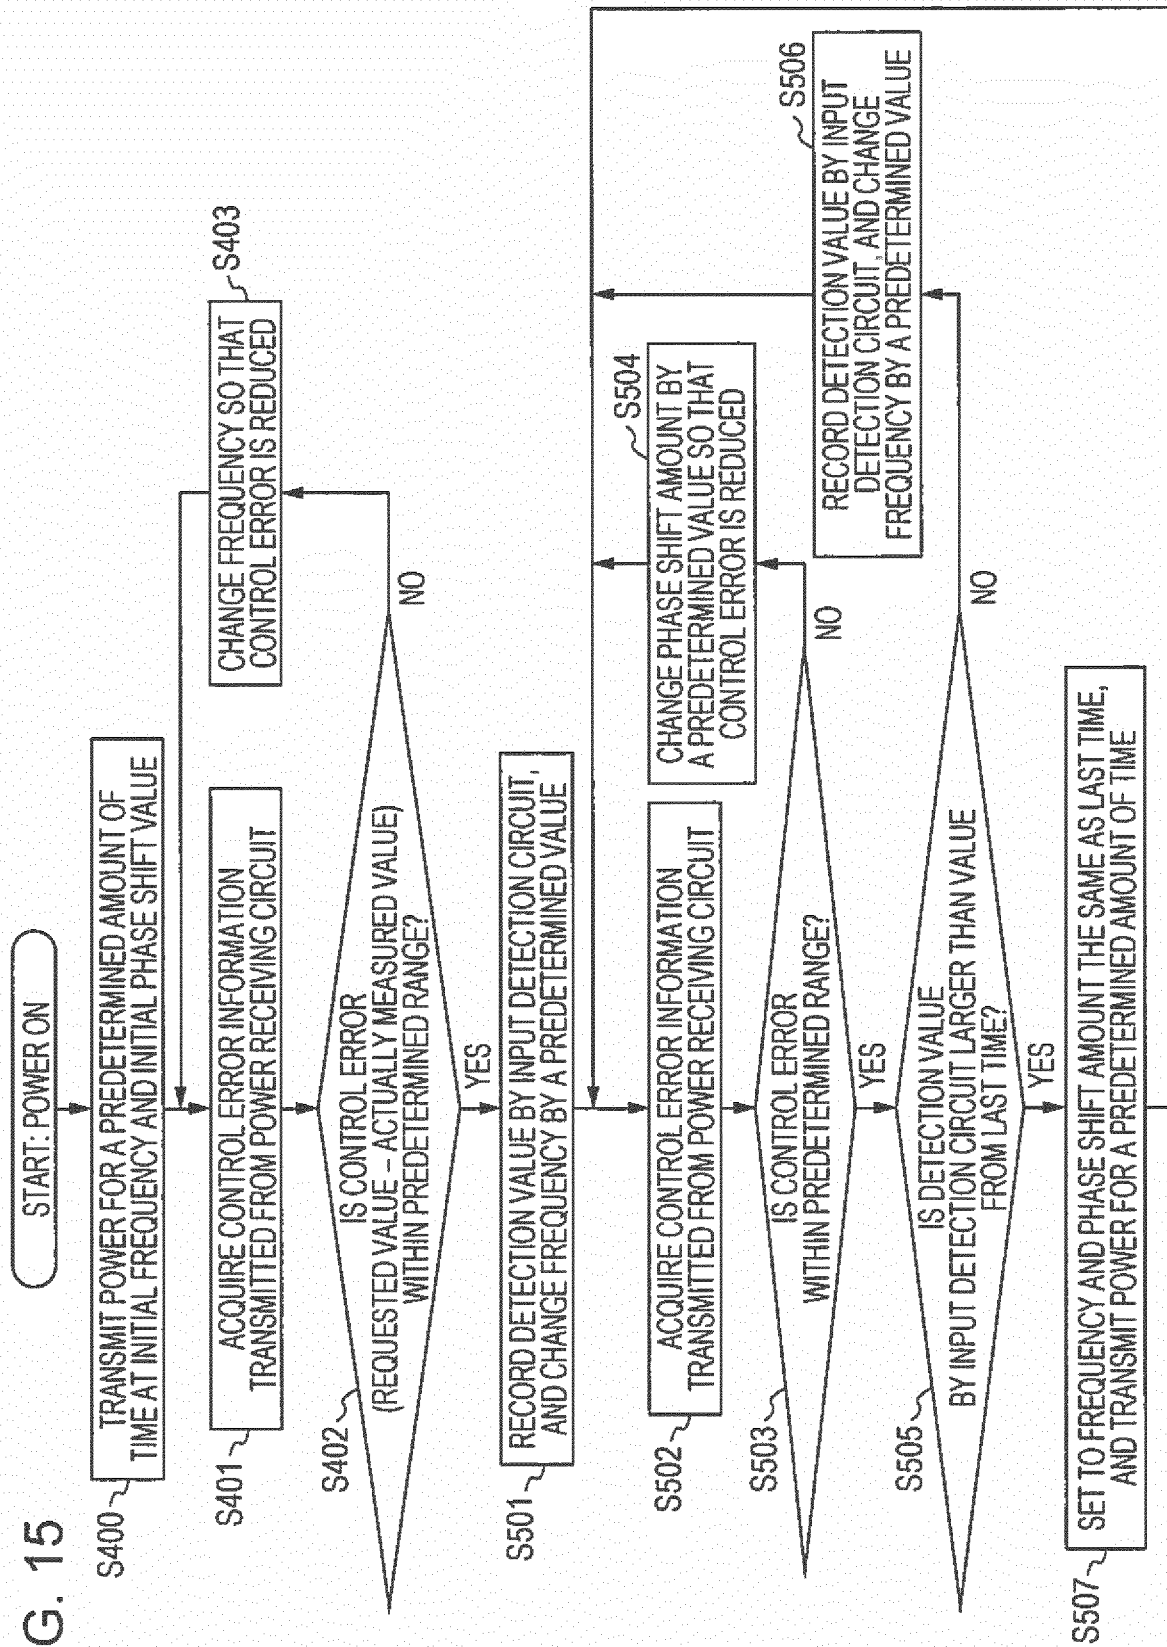 G. 15
START: POWER ON
S400
TRANSMIT POWER FOR A PREDETERMINED AMOUNT OF
TIME AT INITIAL FREQUENCY AND INITIAL PHASE SHIFT VALUE
S401
ACQUIRE CONTROL ERROR INFORMATION
TRANSMITTED FROM POWER RECEIVING CIRCUIT
S403
CHANGE FREQUENCY SO THAT
CONTROL ERROR IS REDUCED
S402
IS CONTROL ERROR
(REQUESTED VALUE – ACTUALLY MEASURED VALUE)
WITHIN PREDETERMINED RANGE?
NO
YES
S501
RECORD DETECTION VALUE BY INPUT DETECTION CIRCUIT,
AND CHANGE FREQUENCY BY A PREDETERMINED VALUE
S502
ACQUIRE CONTROL ERROR INFORMATION
TRANSMITTED FROM POWER RECEIVING CIRCUIT
S504
CHANGE PHASE SHIFT AMOUNT BY
A PREDETERMINED VALUE SO THAT
CONTROL ERROR IS REDUCED
S503
IS CONTROL ERROR
WITHIN PREDETERMINED RANGE?
NO
YES
S506
RECORD DETECTION VALUE BY INPUT
DETECTION CIRCUIT, AND CHANGE
FREQUENCY BY A PREDETERMINED VALUE
S505
IS DETECTION VALUE
BY INPUT DETECTION CIRCUIT LARGER THAN VALUE
FROM LAST TIME?
NO
YES
S507
SET TO FREQUENCY AND PHASE SHIFT AMOUNT THE SAME AS LAST TIME,
AND TRANSMIT POWER FOR A PREDETERMINED AMOUNT OF TIME